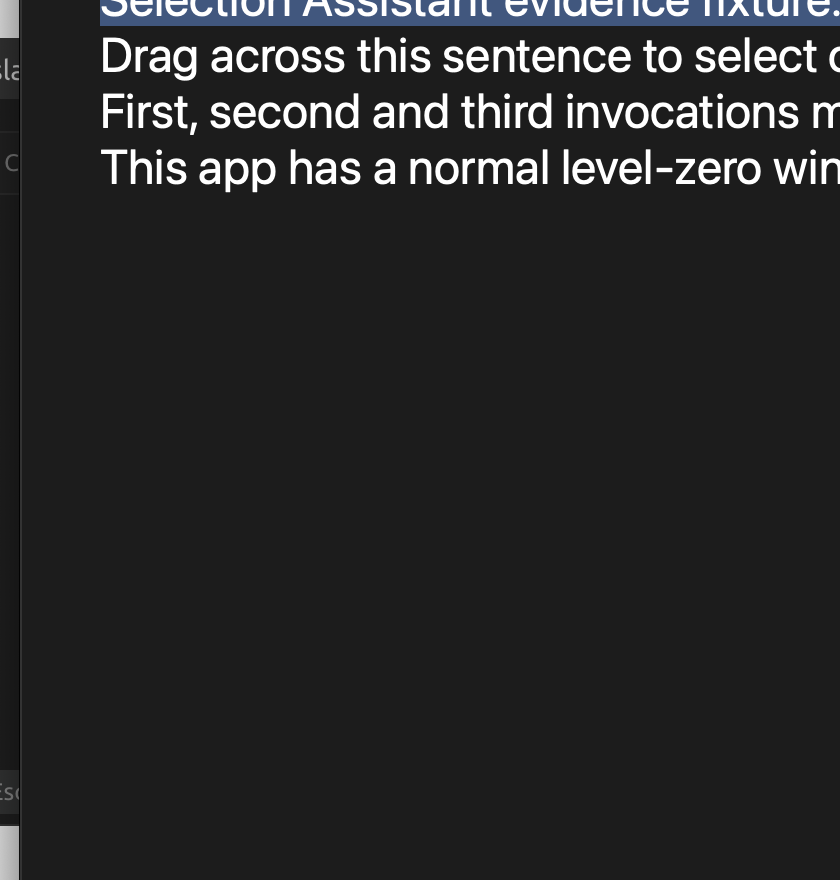 Selection Assistant evidence fixture.
Drag across this sentence to select
First, second and third invocations
This app has a normal level-zero